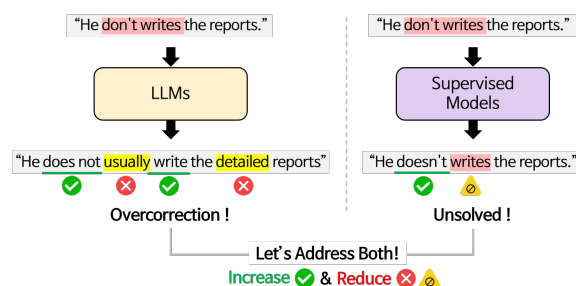 “He don't writes the reports.”
LLMs
“He does not usually write the detailed reports”
Overcorrection !
“He don't writes the reports.”
Supervised
Models
“He doesn't writes the reports.”
Unsolved !
Let's Address Both!
Increase & Reduce